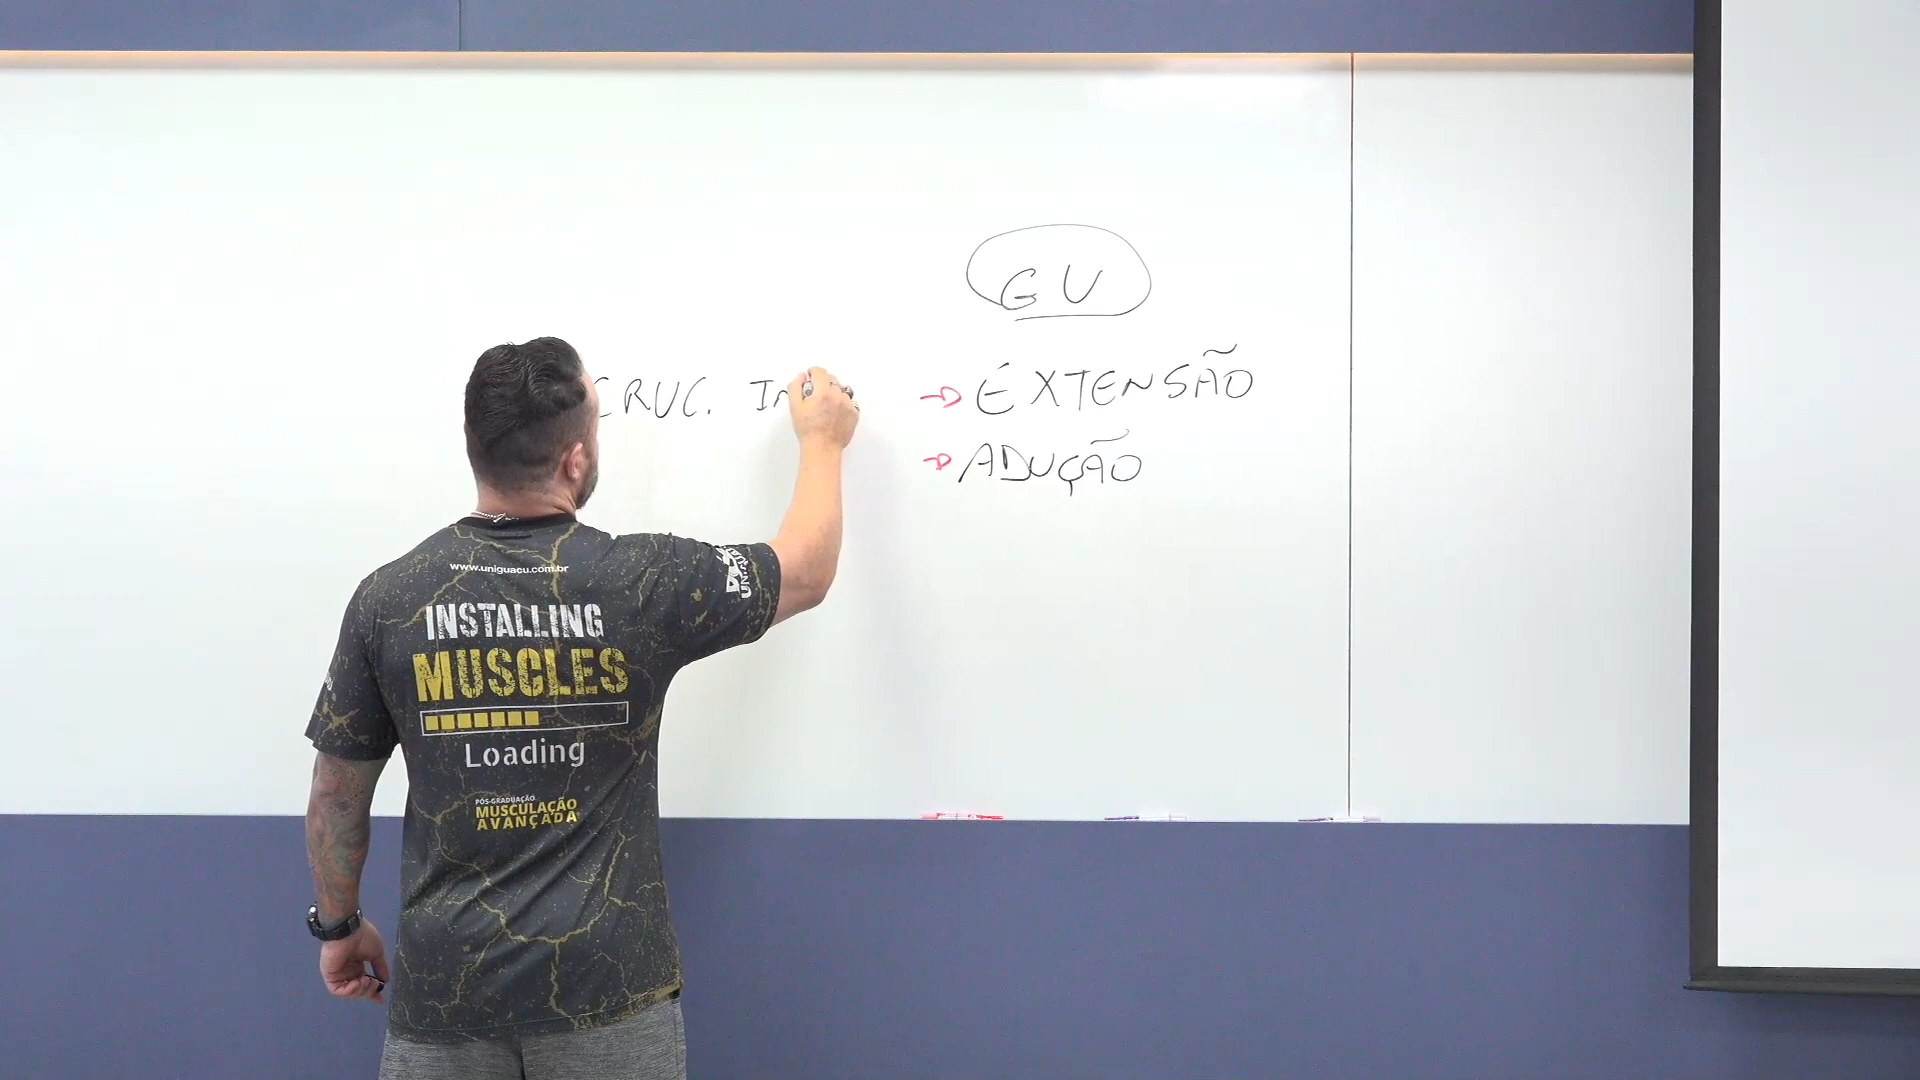 GU
CRUC.
→ EXTENSÃO
→ ADUÇÃO
www.uniguacu.com.br
INSTALLING
MUSCLES
Loading
PÓS-GRADUAÇÃO
MUSCULAÇÃO
AVANÇADA